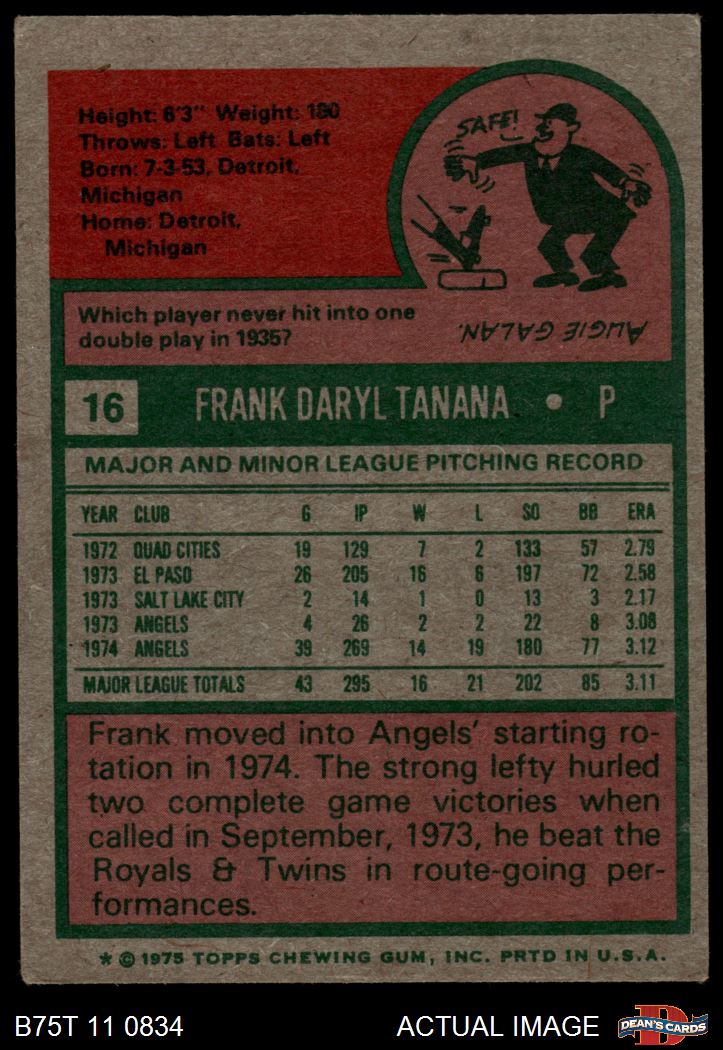 Height: 6'3" Weight: 180
Throws: Left Bats: Left
Born: 7-3-53, Detroit,
Michigan
Home: Detroit,
Michigan
SAFE!
Which player never hit into one
double play in 1935?
AUGIE GALAN.
16 FRANK DARYL TANANA • P
MAJOR AND MINOR LEAGUE PITCHING RECORD
YEAR CLUB G IP W L SO BB ERA
1972 QUAD CITIES 19 129 7 2 133 57 2.79
1973 EL PASO 26 205 16 6 197 72 2.58
1973 SALT LAKE CITY 2 14 1 0 13 3 2.17
1973 ANGELS 4 26 2 2 22 8 3.08
1974 ANGELS 39 269 14 19 180 77 3.12
MAJOR LEAGUE TOTALS 43 295 16 21 202 85 3.11
Frank moved into Angels' starting ro-
tation in 1974. The strong lefty hurled
two complete game victories when
called in September, 1973, he beat the
Royals & Twins in route-going per-
formances.
* © 1975 TOPPS CHEWING GUM, INC. PRTD IN U.S.A.
B75T 11 0834 ACTUAL IMAGE
D
DEAN'S CARDS